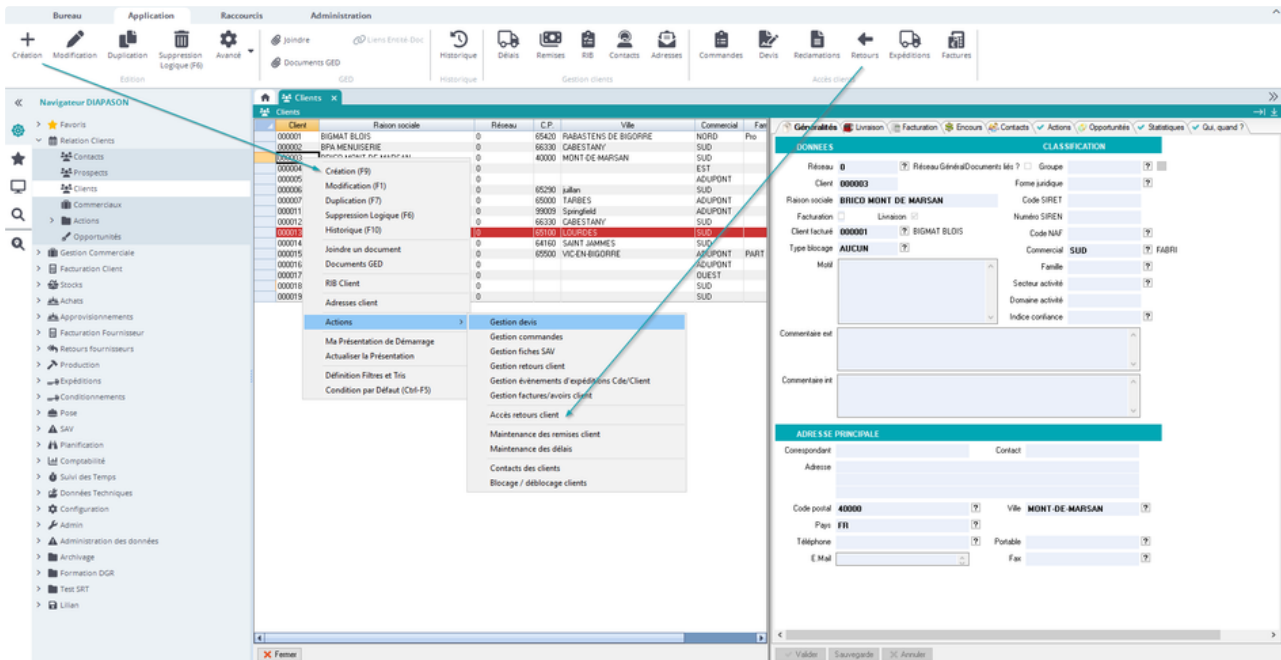 Bureau Application Raccourcis Administration
Création Modification Duplication Suppression Logique (F6) Avancé
Joindre Liens Entité-Doc
Documents GED
Historique Délais Remises RIB Contacts Adresses Commandes Devis Reclamations Retours Expéditions Factures
Edition GED Historique Gestion clients Accès clients
Navigateur DIAPASON
Favoris
Relation Clients
Contacts
Prospects
Clients
Commerciaux
Actions
Opportunités
Gestion Commerciale
Facturation Client
Stocks
Achats
Approvisionnements
Facturation Fournisseur
Retours fournisseurs
Production
Expéditions
Conditionnements
Pose
SAV
Planification
Comptabilité
Suivi des Temps
Données Techniques
Configuration
Admin
Administration des données
Archivage
Formation DGR
Test SRT
Lilian
Clients
Clients
Client Raison sociale Réseau C.P. Ville Commercial Fam
000001 BIGMAT BLOIS 0 65420 RABASTENS DE BIGORRE NORD Pro
000002 BPA MENUISERIE 0 66330 CABESTANY SUD
000003 BRICO MONT DE MARSAN 0 40000 MONT-DE-MARSAN SUD
000004 0 EST
000005 0 ADUPONT
000006 0 65290 juillan SUD
000007 0 65000 TARBES ADUPONT
000011 0 99009 Springfield ADUPONT
000012 0 66330 CABESTANY SUD
000013 0 65100 LOURDES SUD
000014 0 64160 SAINT JAMMES SUD
000015 0 65500 VIC-EN-BIGORRE ADUPONT PART
000016 0 ADUPONT
000017 0 OUEST
000018 0 SUD
000019 0 SUD
Création (F9)
Modification (F1)
Duplication (F7)
Suppression Logique (F6)
Historique (F10)
Joindre un document
Documents GED
RIB Client
Adresses client
Actions
Ma Présentation de Démarrage
Actualiser la Présentation
Définition Filtres et Tris
Condition par Défaut (Ctrl-F5)
Gestion devis
Gestion commandes
Gestion fiches SAV
Gestion retours client
Gestion évènements d'expéditions Cde/Client
Gestion factures/avoirs client
Accès retours client
Maintenance des remises client
Maintenance des délais
Contacts des clients
Blocage / déblocage clients
Fermer
Généralités Livraison Facturation Encours Contacts Actions Opportunités Statistiques Qui, quand ?
DONNEES CLASSIFICATION
Réseau 0 ? Réseau Général Documents liés ? Groupe ?
Client 000003 Forme juridique ?
Raison sociale BRICO MONT DE MARSAN Code SIRET
Facturation Livraison Numéro SIREN
Client facturé 000001 ? BIGMAT BLOIS Code NAF ?
Type blocage AUCUN ? Commercial SUD ? FABRI
Motif Famille ?
Secteur activité ?
Domaine activité
Indice confiance ?
Commentaire ext
Commentaire int
ADRESSE PRINCIPALE
Correspondant Contact
Adresse
Code postal 40000 ? Ville MONT-DE-MARSAN ?
Pays FR ?
Téléphone ? Portable ?
E.Mail Fax ?
Valider Sauvegarde Annuler